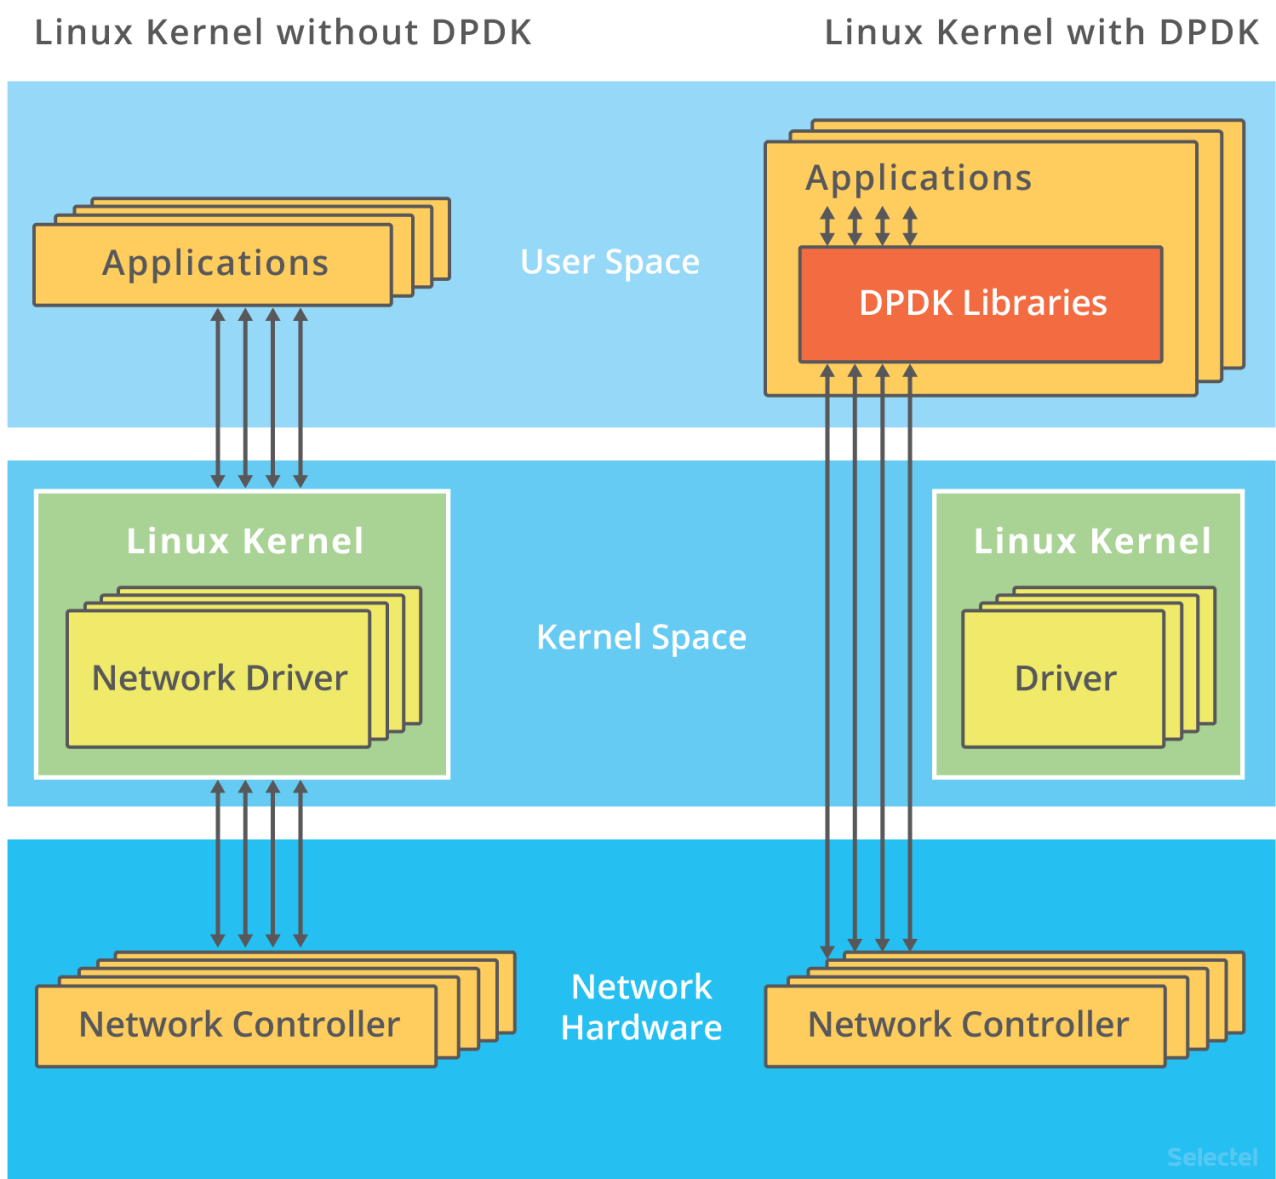 Linux Kernel without DPDK
Linux Kernel with DPDK
Applications
User Space
Applications
DPDK Libraries
Linux Kernel
Network Driver
Kernel Space
Linux Kernel
Driver
Network Controller
Network
Hardware
Network Controller
Selectel